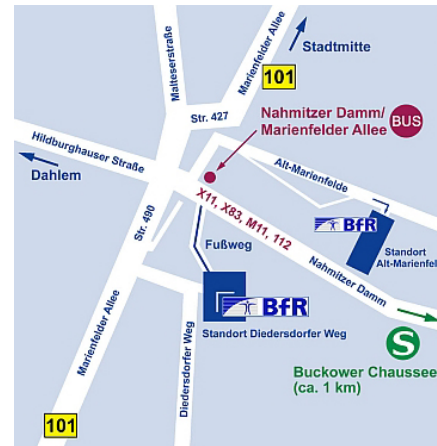 Stadtmitte
Marienfelder Allee
101
Malteserstraße
Str. 427
Nahmitzer Damm/
Marienfelder Allee
BUS
Hildburghauser Straße
Dahlem
Alt-Marienfelde
X11, X83, M11, 112
Str. 490
Fußweg
BfR
Standort
Alt-Marienfel
Nahmitzer Damm
BfR
Standort Diedersdorfer Weg
Marienfelder Allee
Diedersdorfer Weg
S
Buckower Chaussee
(ca. 1 km)
101